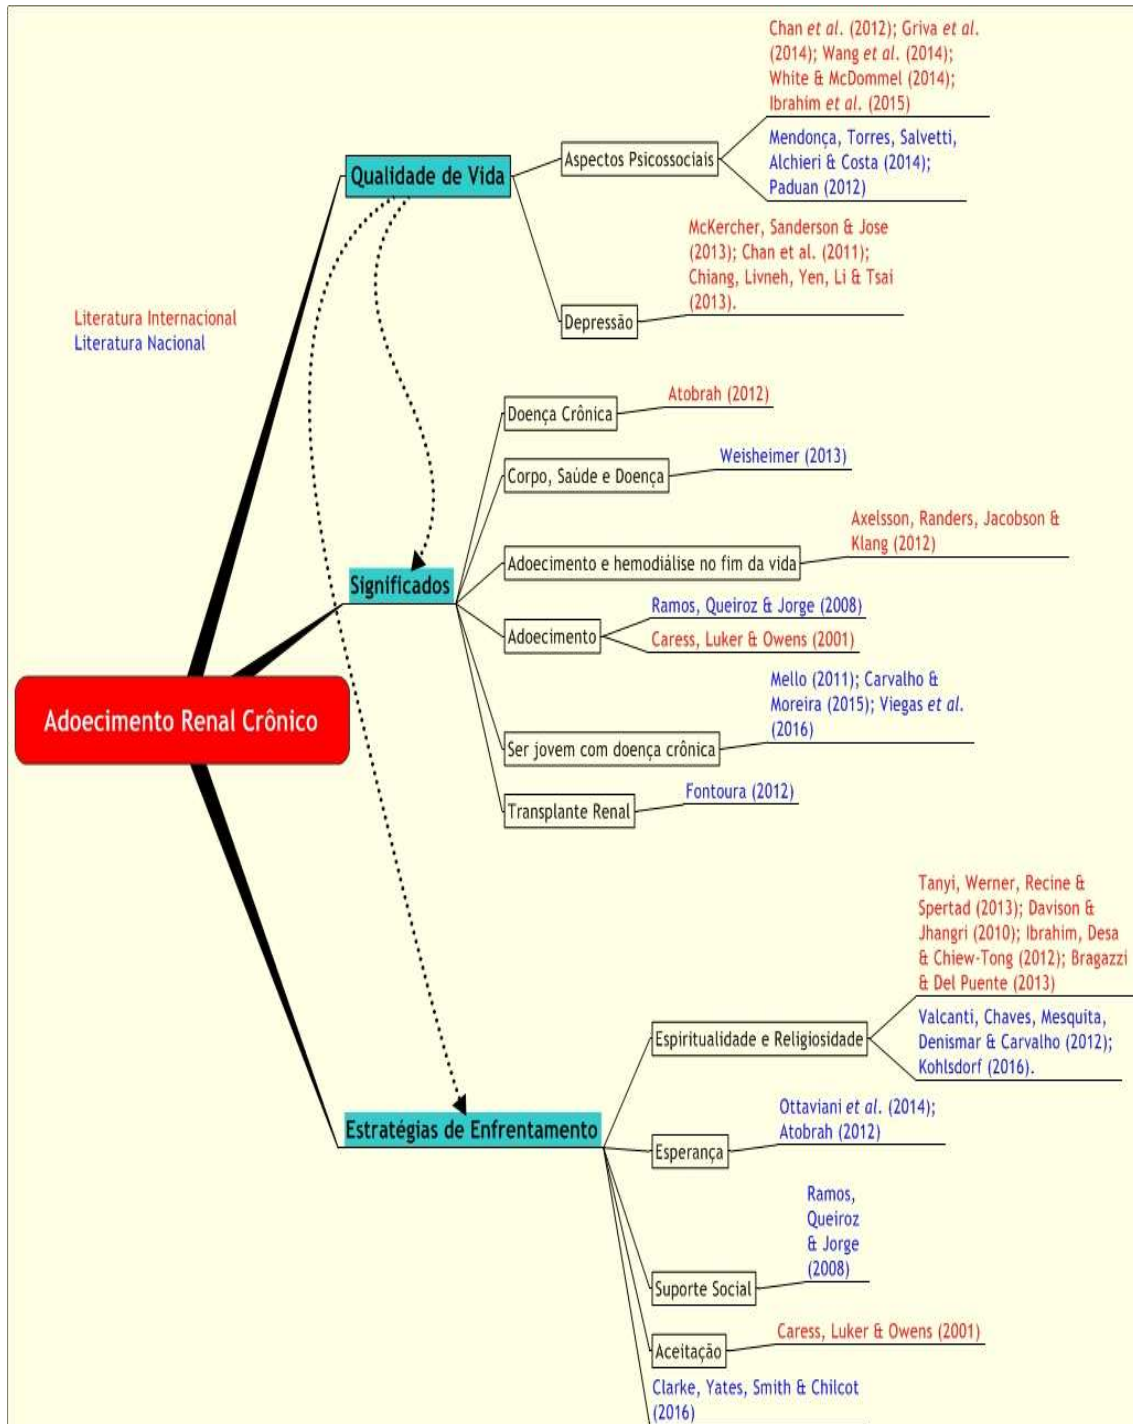 Chan et al. (2012); Griva et al.
(2014); Wang et al. (2014);
White & McDommel (2014);
Ibrahim et al. (2015)
Aspectos Psicossociais
Mendonça, Torres, Salvetti,
Alchieri & Costa (2014);
Paduan (2012)
Qualidade de Vida
McKercher, Sanderson & Jose
(2013); Chan et al. (2011);
Chiang, Livneh, Yen, Li & Tsai
(2013).
Depressão
Literatura Internacional
Literatura Nacional
Doença Crônica
Atobrah (2012)
Corpo, Saúde e Doença
Weisheimer (2013)
Axelsson, Randers, Jacobson &
Klang (2012)
Adoecimento e hemodiálise no fim da vida
Significados
Ramos, Queiroz & Jorge (2008)
Adoecimento
Caress, Luker & Owens (2001)
Mello (2011); Carvalho &
Moreira (2015); Viegas et al.
(2016)
Ser jovem com doença crônica
Adoecimento Renal Crônico
Transplante Renal
Fontoura (2012)
Tanyi, Werner, Recine &
Spertad (2013); Davison &
Jhangri (2010); Ibrahim, Desa
& Chiew-Tong (2012); Bragazzi
& Del Puente (2013)
Espiritualidade e Religiosidade
Valcanti, Chaves, Mesquita,
Denismar & Carvalho (2012);
Kohlsdorf (2016).
Estratégias de Enfrentamento
Ottaviani et al. (2014);
Atobrah (2012)
Esperança
Ramos,
Queiroz
& Jorge
(2008)
Suporte Social
Aceitação
Caress, Luker & Owens (2001)
Clarke, Yates, Smith & Chilcot
(2016)